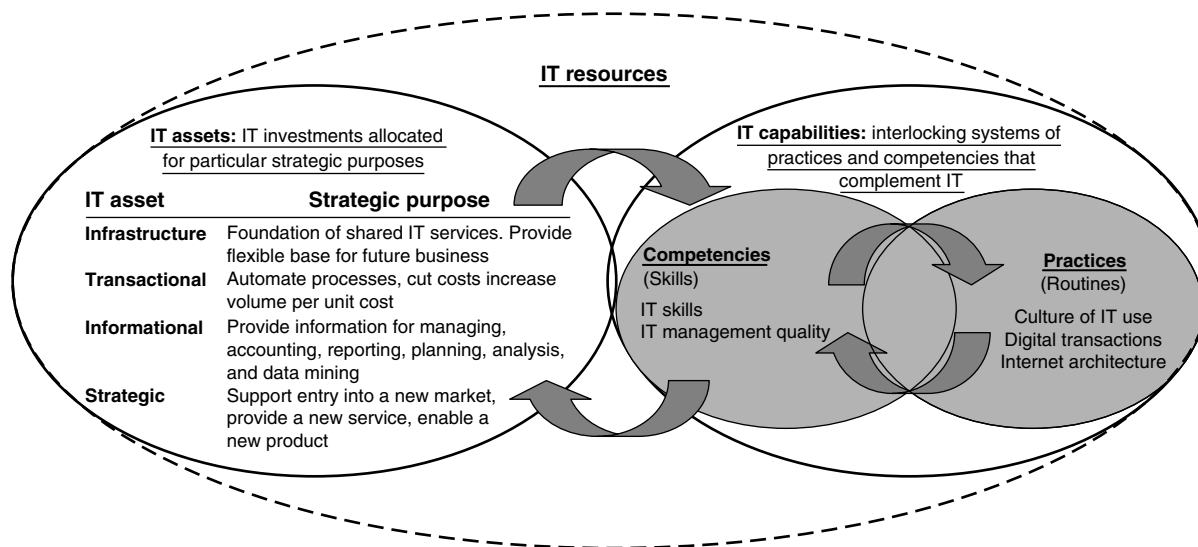 IT resources
IT assets: IT investments allocated
for particular strategic purposes
IT asset Strategic purpose
Infrastructure Foundation of shared IT services. Provide
flexible base for future business
Transactional Automate processes, cut costs increase
volume per unit cost
Informational Provide information for managing,
accounting, reporting, planning, analysis,
and data mining
Strategic Support entry into a new market,
provide a new service, enable a
new product
IT capabilities: interlocking systems of
practices and competencies that
complement IT
Competencies
(Skills)
IT skills
IT management quality
Practices
(Routines)
Culture of IT use
Digital transactions
Internet architecture